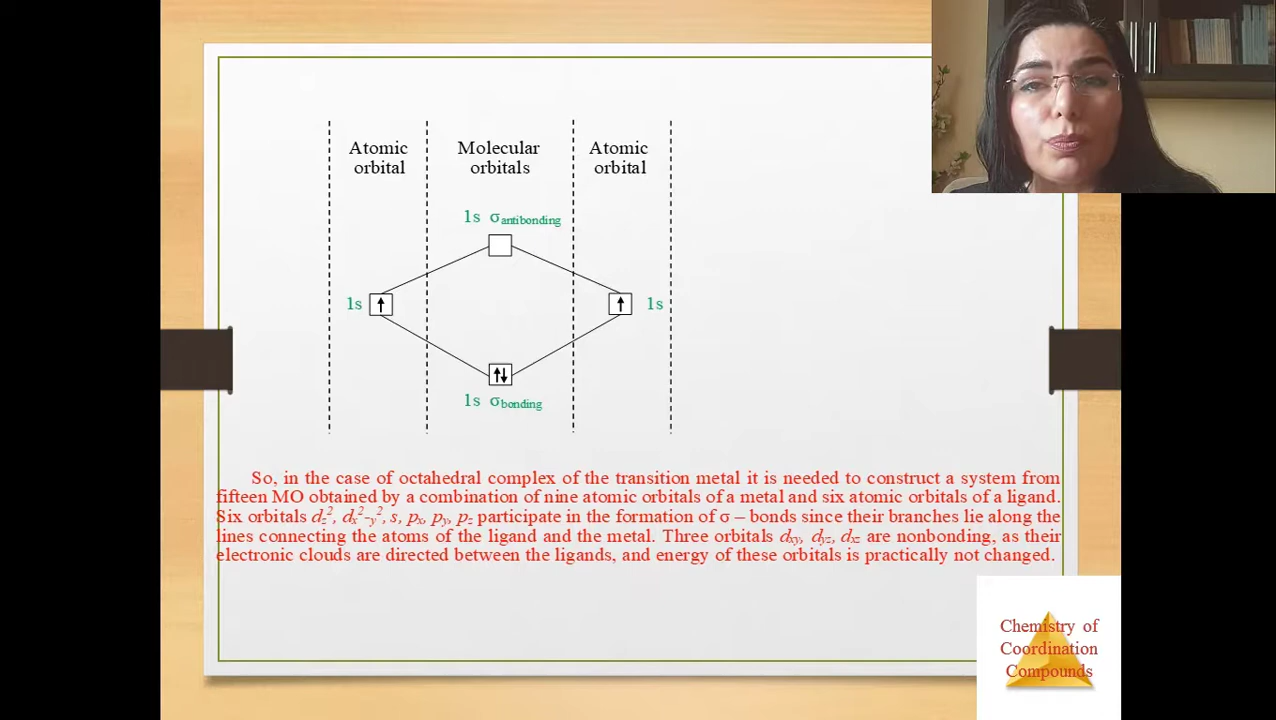 Atomic orbital
Molecular orbitals
Atomic orbital
1s σantibonding
1s
1s
1s σbonding
So, in the case of octahedral complex of the transition metal it is needed to construct a system from
fifteen MO obtained by a combination of nine atomic orbitals of a metal and six atomic orbitals of a ligand.
Six orbitals dz², dx²-y², s, px, py, pz participate in the formation of σ – bonds since their branches lie along the
lines connecting the atoms of the ligand and the metal. Three orbitals dxy, dyz, dxz are nonbonding, as their
electronic clouds are directed between the ligands, and energy of these orbitals is practically not changed.
Chemistry of
Coordination
Compounds